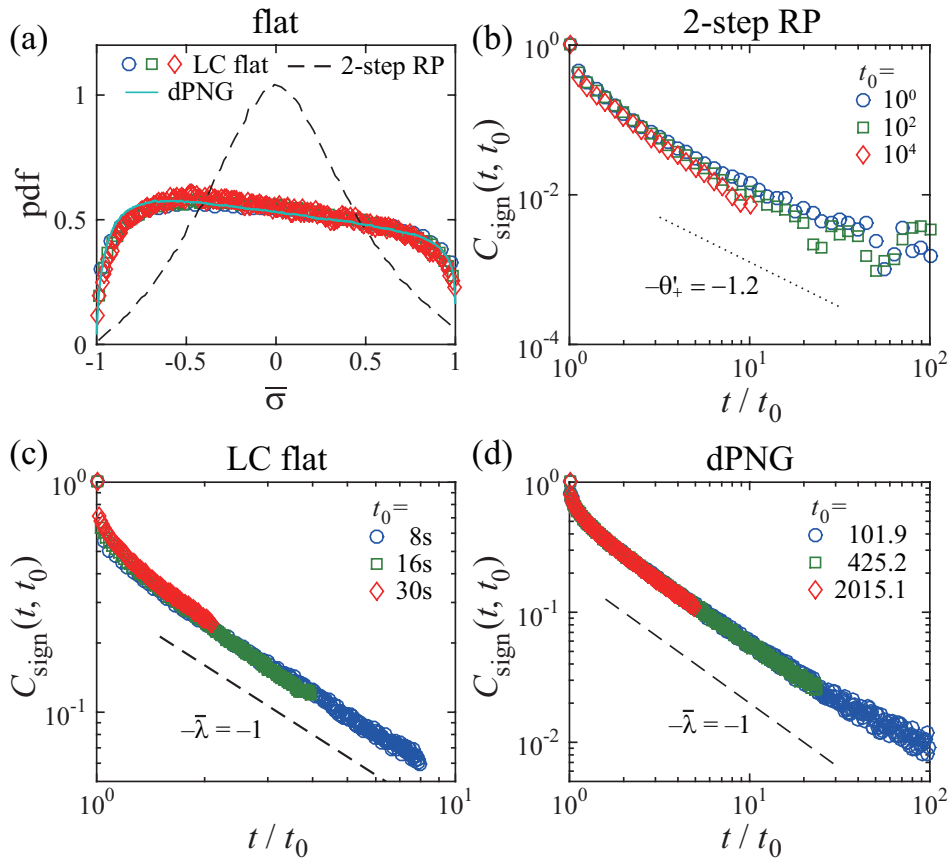 (a)
flat
LC flat
2-step RP
dPNG
pdf
1
0.5
0
-1
-0.5
0
0.5
1
σ̅
(b)
2-step RP
t₀=
10⁰
10²
10⁴
C_sign(t, t₀)
10⁰
10⁻²
10⁻⁴
−θ'₊ = −1.2
10⁰
10¹
10²
t / t₀
(c)
LC flat
t₀=
8s
16s
30s
C_sign(t, t₀)
10⁰
10⁻¹
−λ̅ = −1
10⁰
10¹
t / t₀
(d)
dPNG
t₀=
101.9
425.2
2015.1
C_sign(t, t₀)
10⁰
10⁻¹
10⁻²
−λ̅ = −1
10⁰
10¹
10²
t / t₀